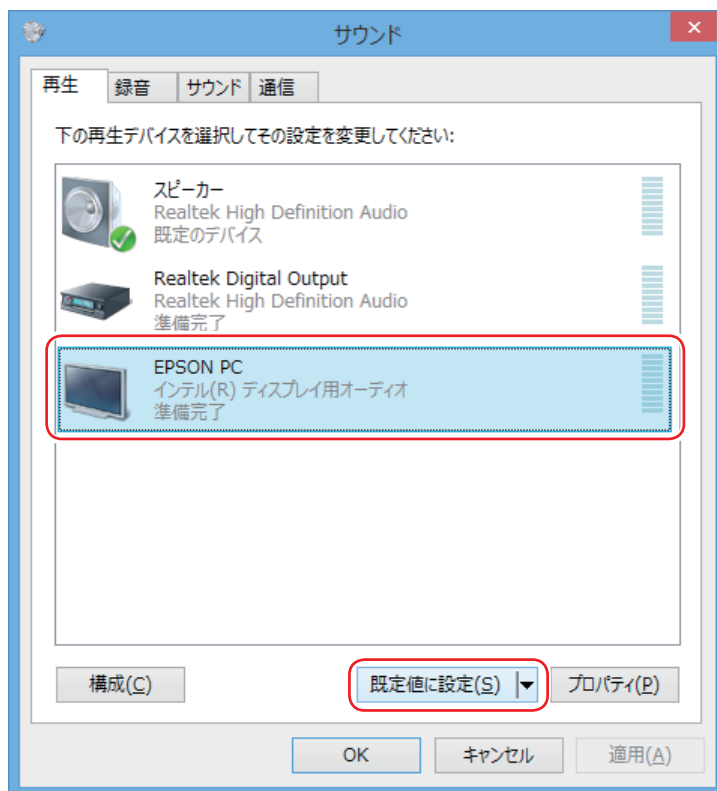 サウンド
再生 録音 サウンド 通信
下の再生デバイスを選択してその設定を変更してください:
スピーカー
Realtek High Definition Audio
既定のデバイス
Realtek Digital Output
Realtek High Definition Audio
準備完了
EPSON PC
インテル(R) ディスプレイ用オーディオ
準備完了
構成(C) 既定値に設定(S) プロパティ(P)
OK キャンセル 適用(A)